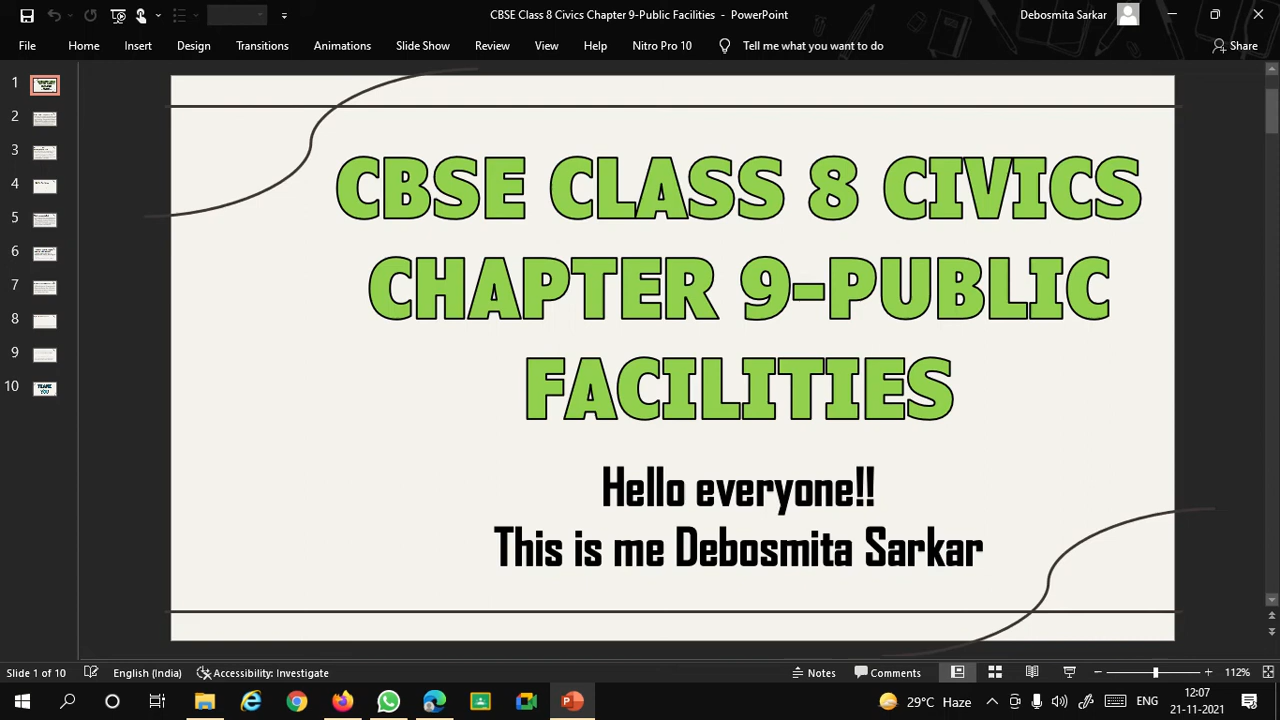 CBSE Class 8 Civics Chapter 9-Public Facilities - PowerPoint
Debosmita Sarkar
File Home Insert Design Transitions Animations Slide Show Review View Help Nitro Pro 10 Tell me what you want to do Share
1
2
3
4
5
6
7
8
9
10
THANK YOU
CBSE CLASS 8 CIVICS
CHAPTER 9-PUBLIC
FACILITIES
Hello everyone!!
This is me Debosmita Sarkar
Slide 1 of 10 English (India) Accessibility: Investigate Notes Comments 112%
29°C Haze ENG 12:07
21-11-2021